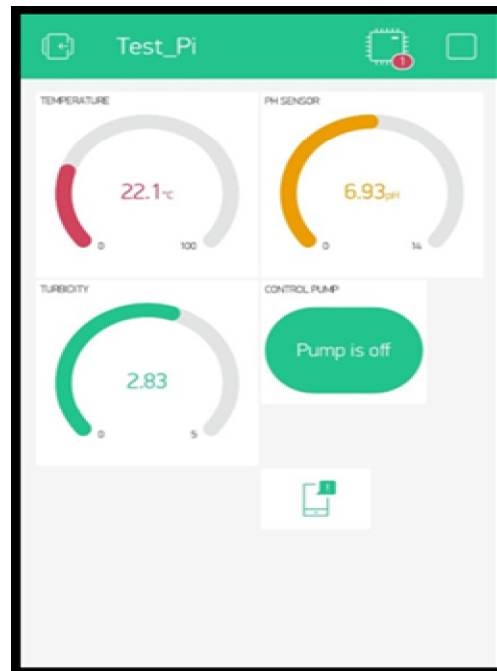 Test_Pi
1
TEMPERATURE
22.1°C
0 100
PH SENSOR
6.93pH
0 14
TURBIDITY
2.83
0 5
CONTROL PUMP
Pump is off
!